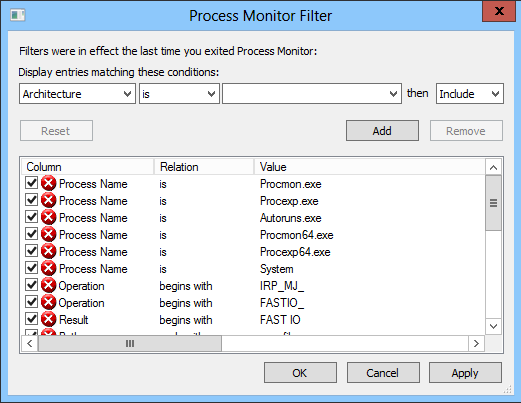 Process Monitor Filter
Filters were in effect the last time you exited Process Monitor:
Display entries matching these conditions:
Architecture is then Include
Reset Add Remove
Column Relation Value
Process Name is Procmon.exe
Process Name is Procexp.exe
Process Name is Autoruns.exe
Process Name is Procmon64.exe
Process Name is Procexp64.exe
Process Name is System
Operation begins with IRP_MJ_
Operation begins with FASTIO_
Result begins with FAST IO
OK Cancel Apply